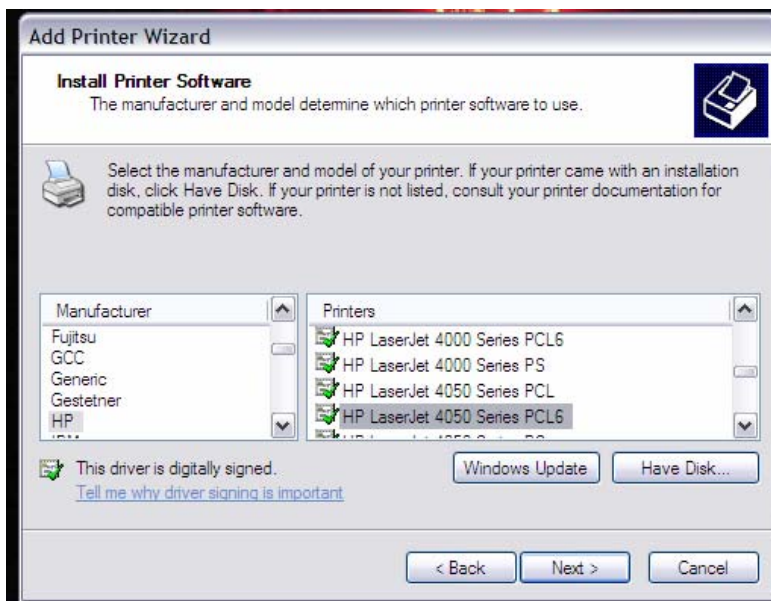 Add Printer Wizard
Install Printer Software
The manufacturer and model determine which printer software to use.
Select the manufacturer and model of your printer. If your printer came with an installation
disk, click Have Disk. If your printer is not listed, consult your printer documentation for
compatible printer software.
Manufacturer
Fujitsu
GCC
Generic
Gestetner
HP
Printers
HP LaserJet 4000 Series PCL6
HP LaserJet 4000 Series PS
HP LaserJet 4050 Series PCL
HP LaserJet 4050 Series PCL6
This driver is digitally signed.
Tell me why driver signing is important
Windows Update
Have Disk...
< Back
Next >
Cancel